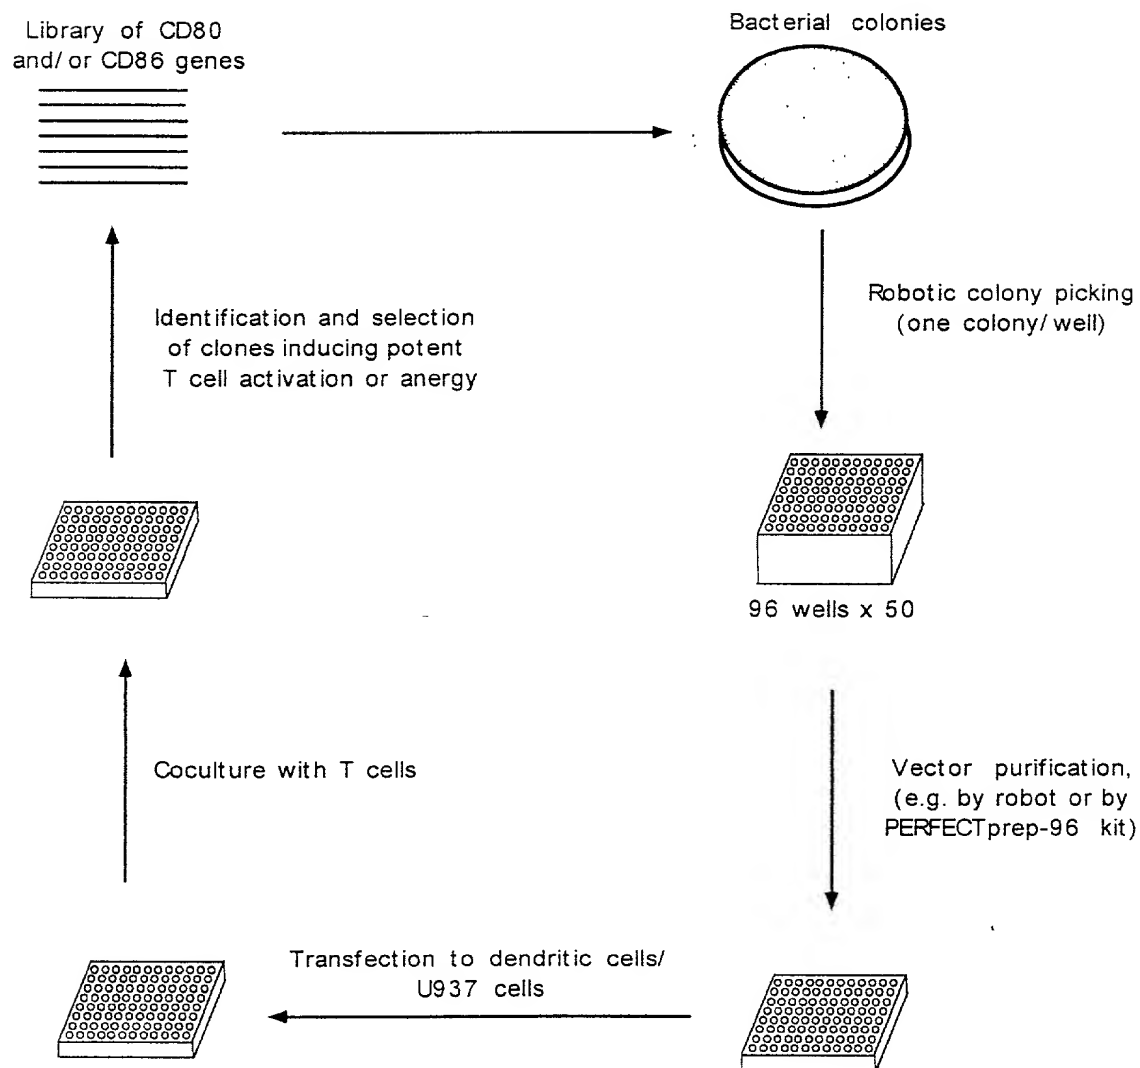 Library of CD80
and/or CD86 genes
Bacterial colonies
Robotic colony picking
(one colony/well)
Identification and selection
of clones inducing potent
T cell activation or anergy
96 wells x 50
Coculture with T cells
Vector purification,
(e.g. by robot or by
PERFECTprep-96 kit)
Transfection to dendritic cells/
U937 cells